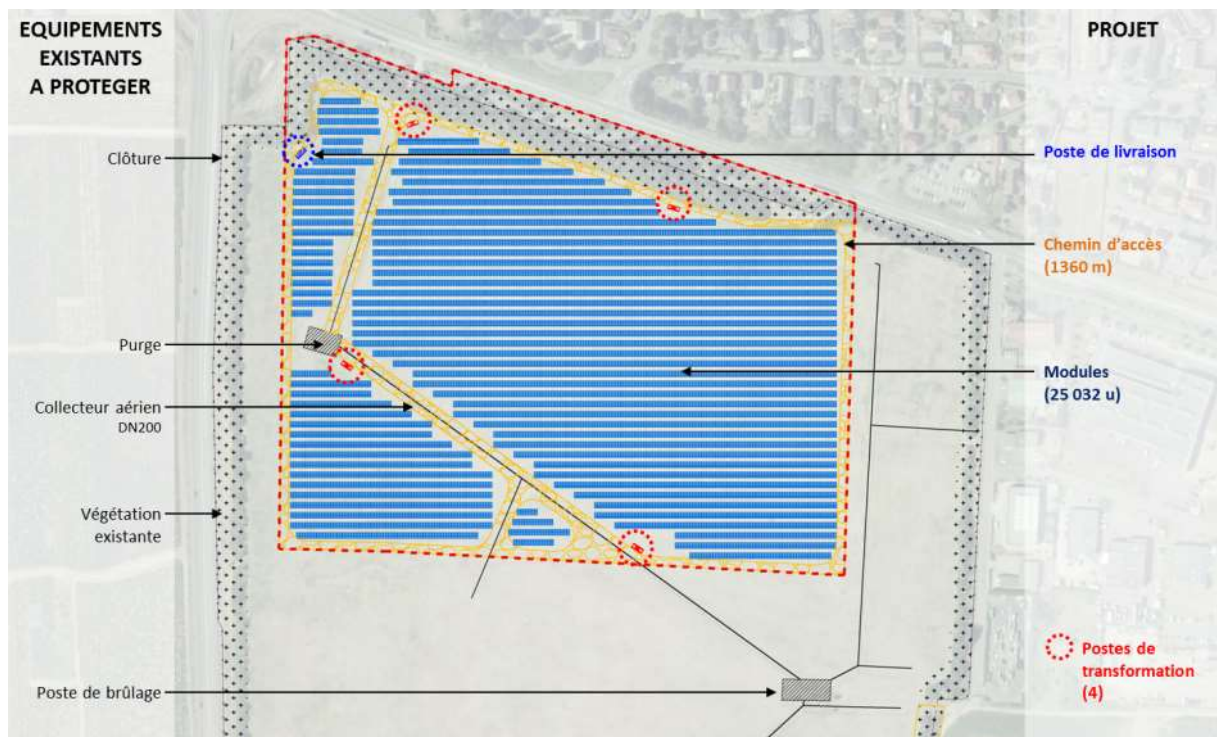 EQUIPEMENTS
EXISTANTS
A PROTEGER
Clôture
Purge
Collecteur aérien
DN200
Végétation
existante
Poste de brûlage
PROJET
Poste de livraison
Chemin d'accès
(1360 m)
Modules
(25 032 u)
Postes de
transformation
(4)